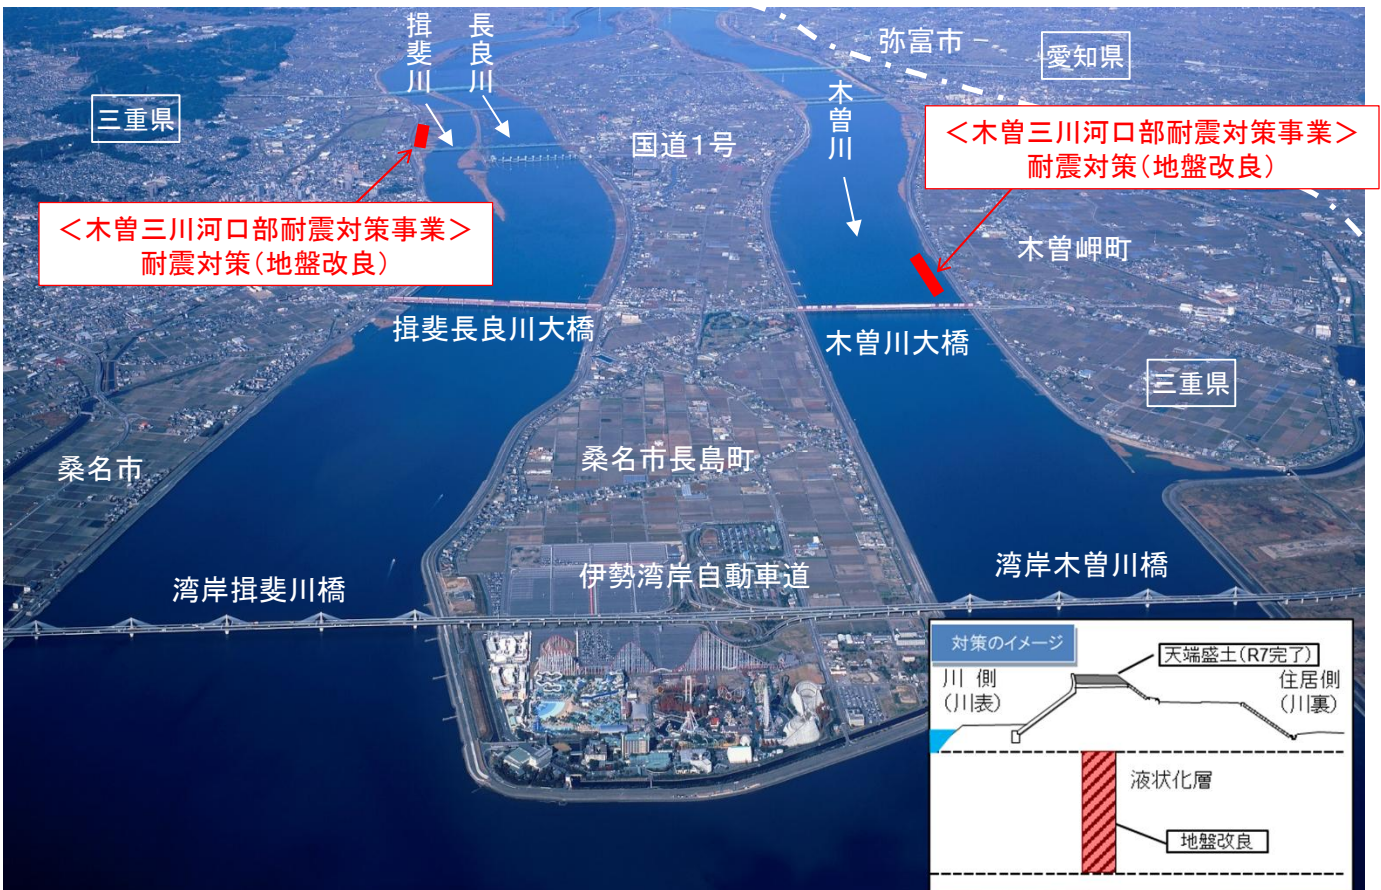 揖斐川
長良川
弥富市
愛知県
三重県
木曽川
国道1号
＜木曽三川河口部耐震対策事業＞
耐震対策（地盤改良）
＜木曽三川河口部耐震対策事業＞
耐震対策（地盤改良）
木曽岬町
揖斐長良川大橋
木曽川大橋
三重県
桑名市
桑名市長島町
湾岸揖斐川橋
伊勢湾岸自動車道
湾岸木曽川橋
対策のイメージ
天端盛土（R7完了）
川 側
（川表）
住居側
（川裏）
液状化層
地盤改良